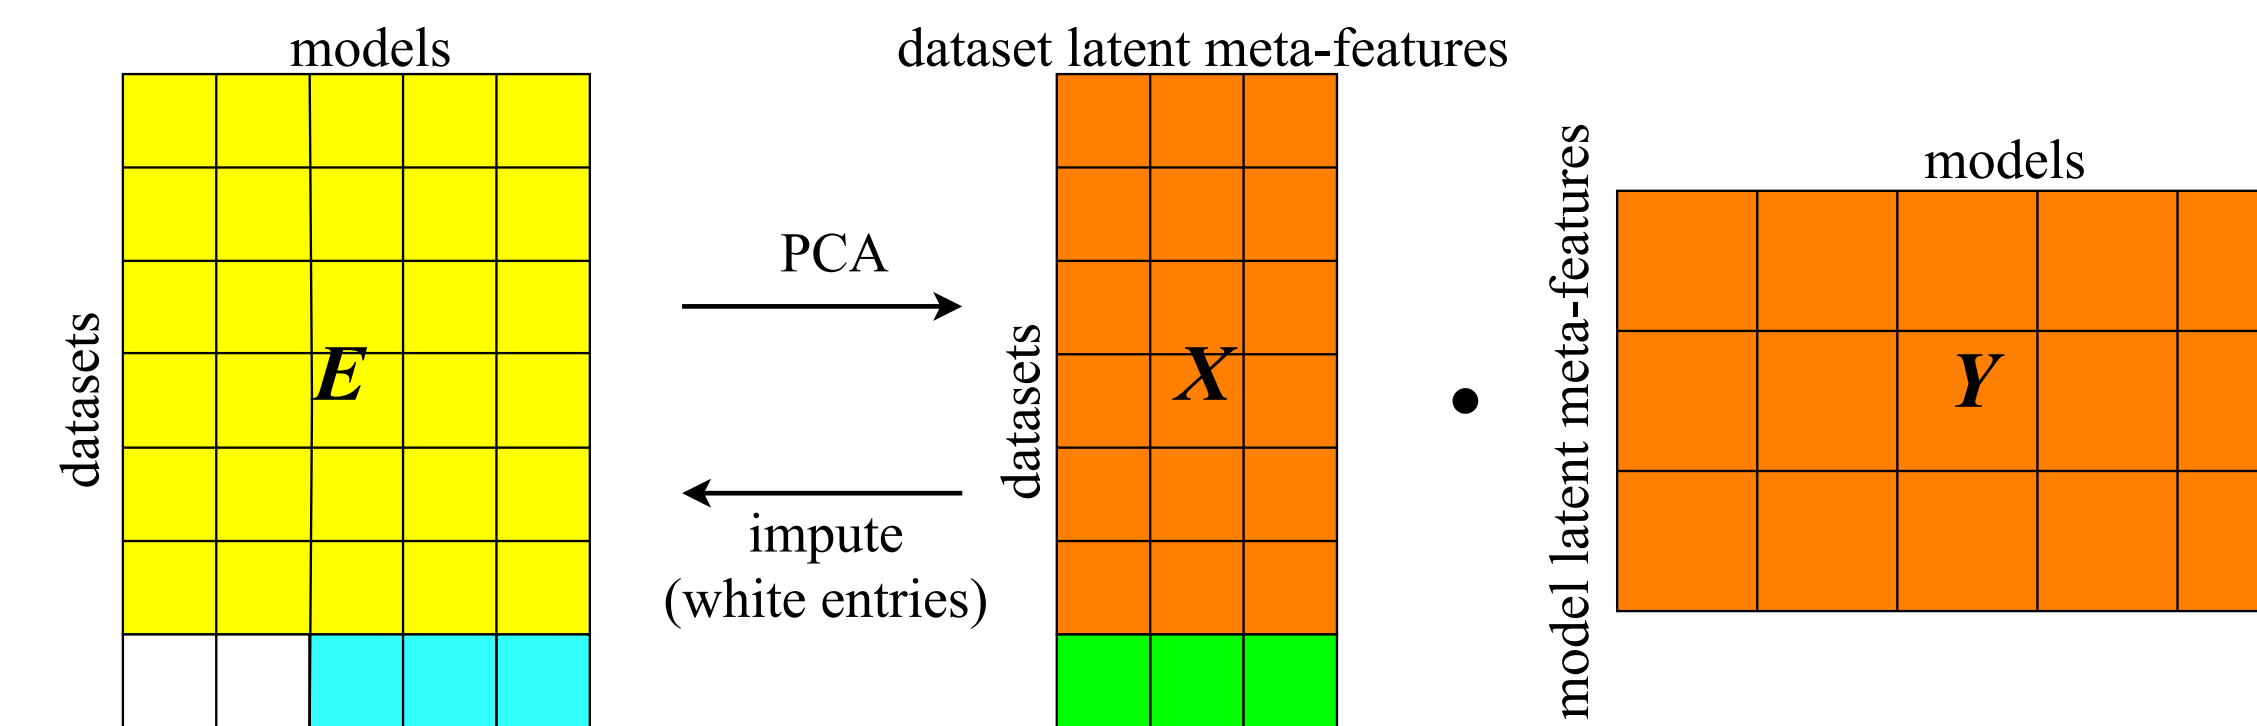 models
datasets
E
PCA
impute
(white entries)
dataset latent meta-features
datasets
X
model latent meta-features
models
Y